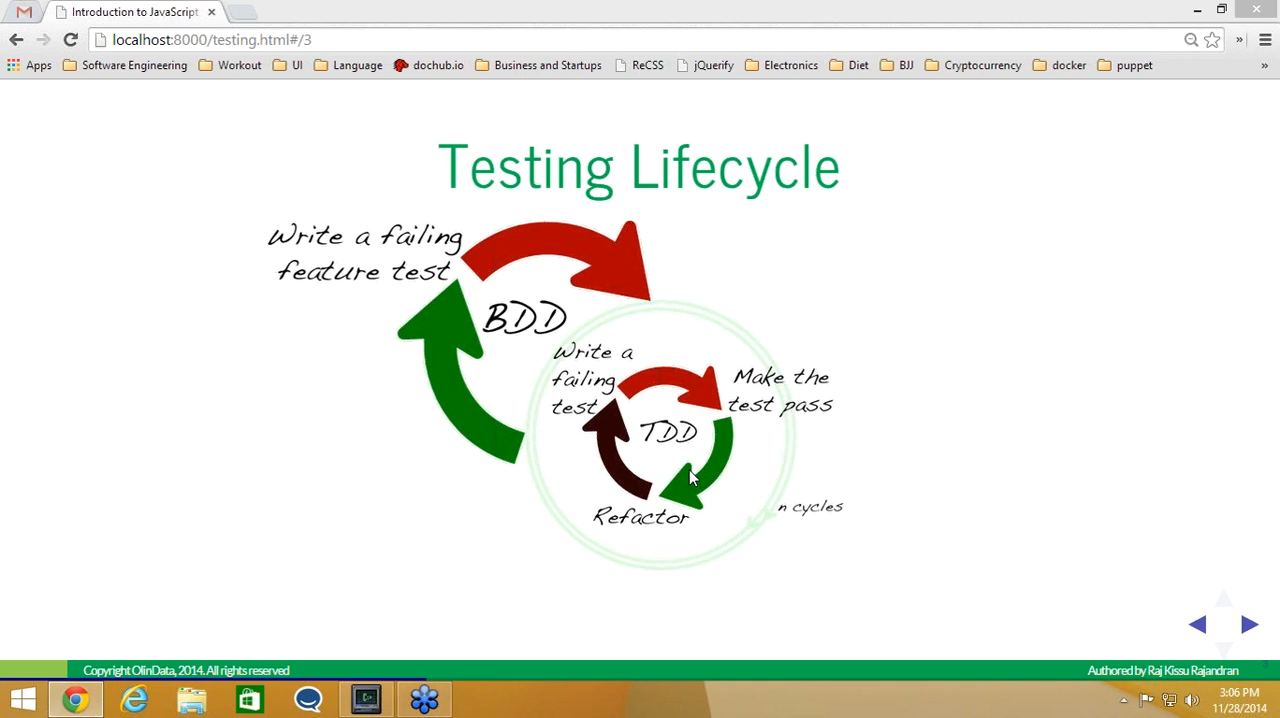 Introduction to JavaScript
localhost:8000/testing.html#/3
Apps Software Engineering Workout UI Language dochub.io Business and Startups ReCSS jQuerify Electronics Diet BJJ Cryptocurrency docker puppet »
Testing Lifecycle
Write a failing
feature test
BDD
Write a
failing
test
Make the
test pass
TDD
Refactor
n cycles
Copyright OlinData, 2014. All rights reserved
Authored by Raj Kissu Rajandran
3
3:06 PM
11/28/2014